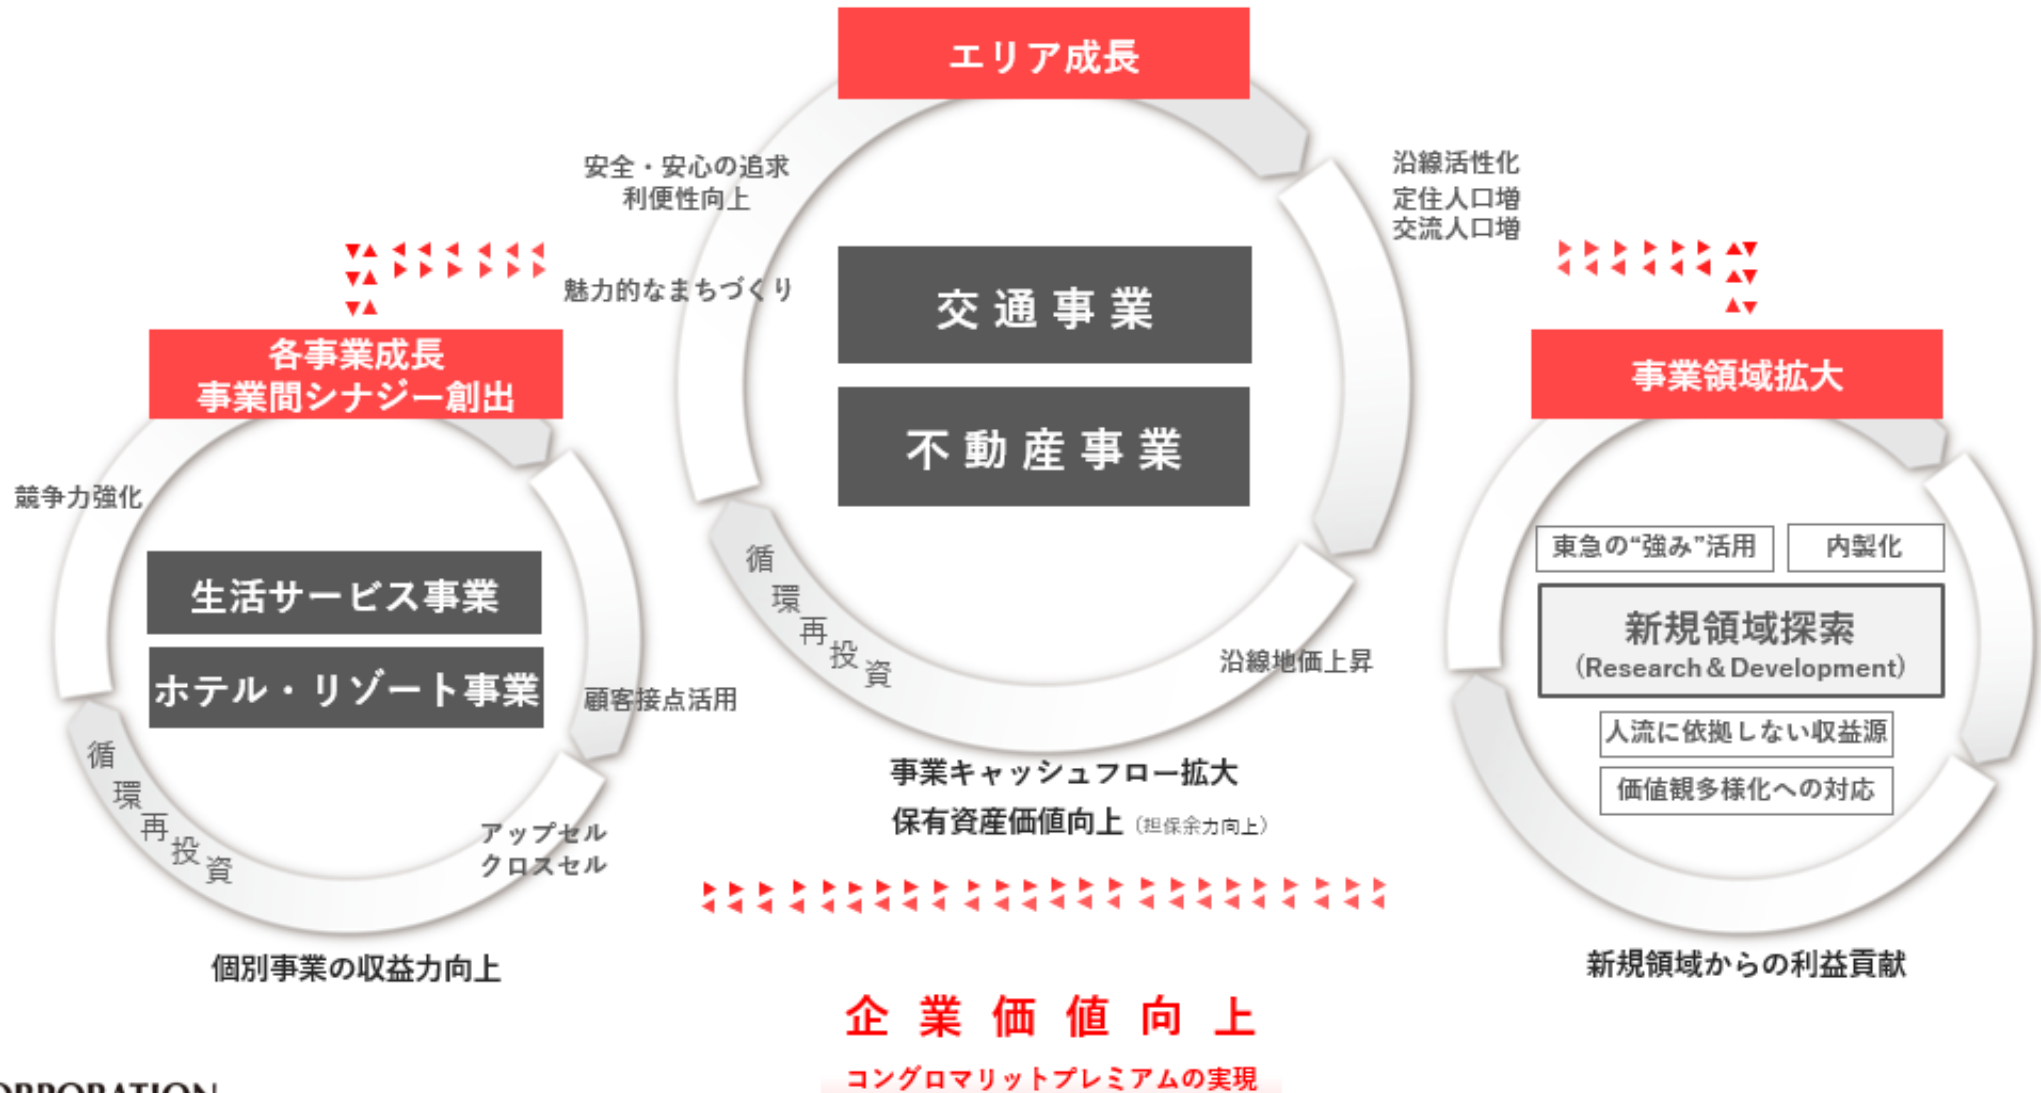 エリア成長
安全・安心の追求
利便性向上
魅力的なまちづくり
沿線活性化
定住人口増
交流人口増
交通事業
不動産事業
循環再投資
沿線地価上昇
事業キャッシュフロー拡大
保有資産価値向上（担保余力向上）
各事業成長
事業間シナジー創出
競争力強化
生活サービス事業
ホテル・リゾート事業
顧客接点活用
循環再投資
アップセル
クロスセル
個別事業の収益力向上
事業領域拡大
東急の“強み”活用
内製化
新規領域探索
（Research＆Development）
人流に依拠しない収益源
価値観多様化への対応
新規領域からの利益貢献
企業価値向上
コングロマリットプレミアムの実現